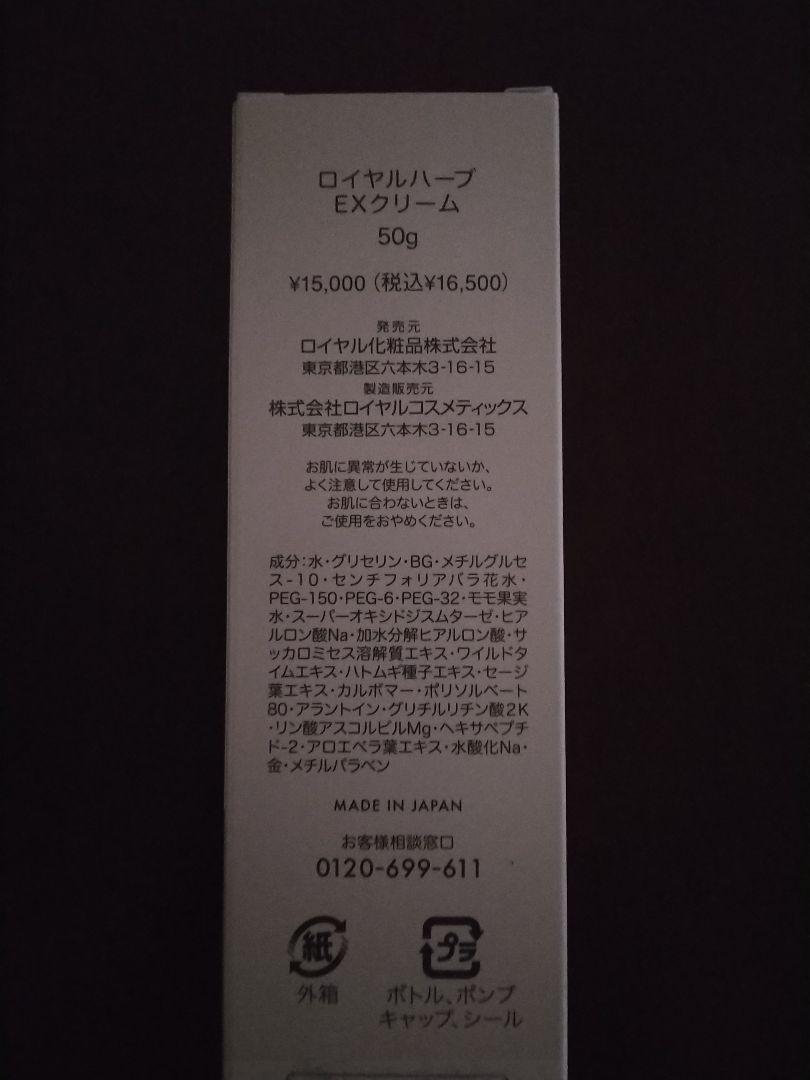 ロイヤルハーブ
EXクリーム
50g
¥15,000（税込¥16,500）
発売元
ロイヤル化粧品株式会社
東京都港区六本木3-16-15
製造販売元
株式会社ロイヤルコスメティックス
東京都港区六本木3-16-15
お肌に異常が生じていないか、
よく注意して使用してください。
お肌に合わないときは、
ご使用をおやめください。
成分：水・グリセリン・BG・メチルグルセ
ス-10・センチフォリアバラ花水・
PEG-150・PEG-6・PEG-32・モモ果実
水・スーパーオキシドジスムターゼ・ヒア
ルロン酸Na・加水分解ヒアルロン酸・サ
ッカロミセス溶解質エキス・ワイルドタ
イムエキス・ハトムギ種子エキス・セージ
葉エキス・カルボマー・ポリソルベート
80・アラントイン・グリチルリチン酸2K
・リン酸アスコルビルMg・ヘキサペプチ
ド-2・アロエベラ葉エキス・水酸化Na・
金・メチルパラベン
MADE IN JAPAN
お客様相談窓口
0120-699-611
紙 プラ
外箱 ボトル、ポンプ
キャップ、シール